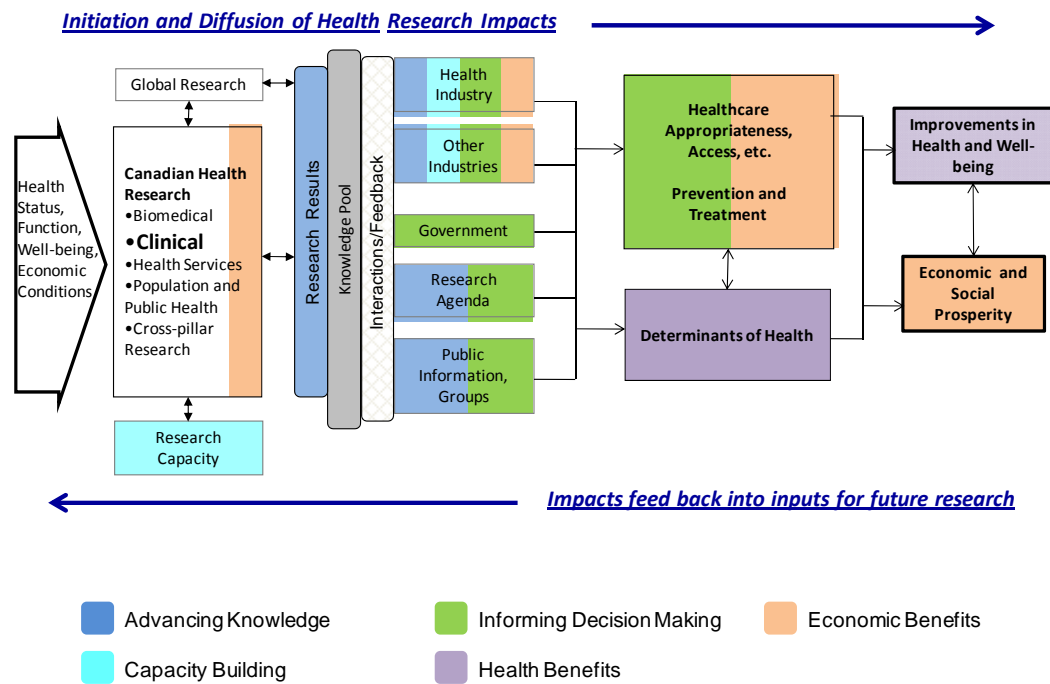 Initiation and Diffusion of Health Research Impacts
Global Research
Health
Status,
Function,
Well-being,
Economic
Conditions
Canadian Health
Research
•Biomedical
•Clinical
•Health Services
•Population and
Public Health
•Cross-pillar
Research
Research
Capacity
Research Results
Knowledge Pool
Interactions/Feedback
Health
Industry
Other
Industries
Government
Research
Agenda
Public
Information,
Groups
Healthcare
Appropriateness,
Access, etc.
Prevention and
Treatment
Determinants of Health
Improvements in
Health and Well-
being
Economic and
Social
Prosperity
Impacts feed back into inputs for future research
Advancing Knowledge
Informing Decision Making
Economic Benefits
Capacity Building
Health Benefits